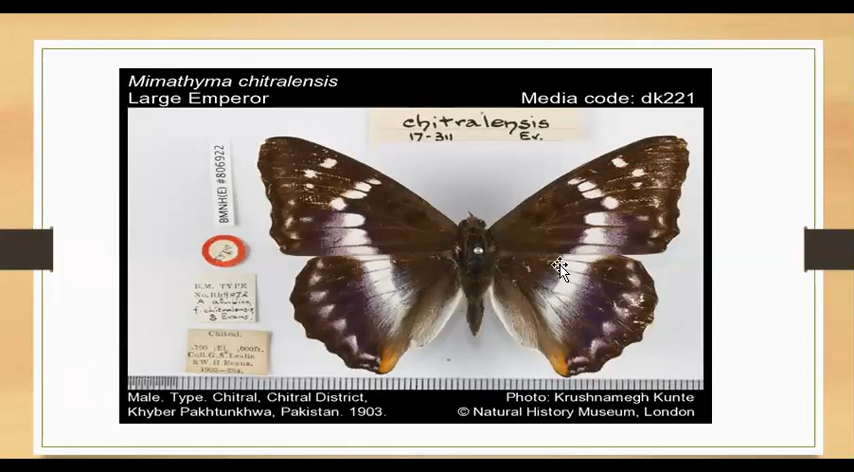 Mimathyma chitralensis
Large Emperor
Media code: dk221
chitralensis
17-311 Ev.
BMNH(E) #806922
B.M. TYPE
Chitral.
Male. Type. Chitral, Chitral District,
Khyber Pakhtunkhwa, Pakistan. 1903.
Photo: Krushnamegh Kunte
© Natural History Museum, London